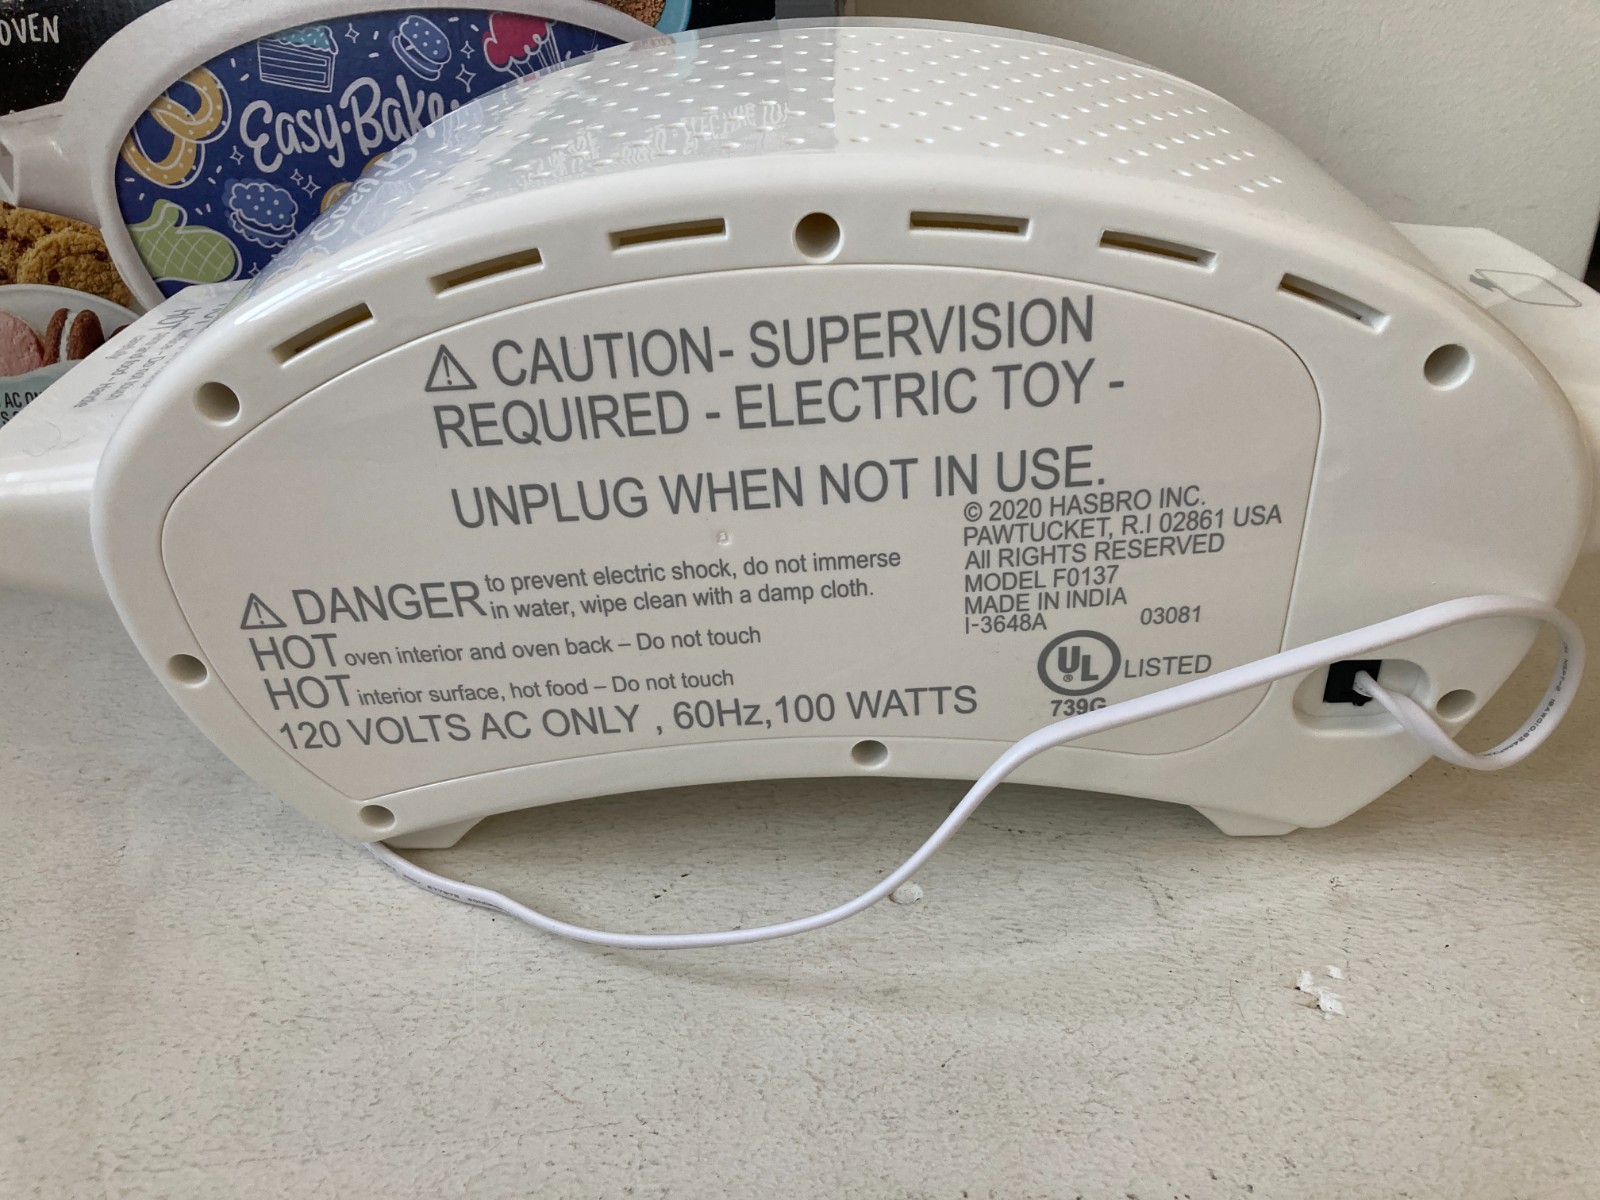 OVEN
Easy-Bake
⚠ CAUTION- SUPERVISION
REQUIRED - ELECTRIC TOY -
UNPLUG WHEN NOT IN USE.
⚠ DANGER to prevent electric shock, do not immerse
in water, wipe clean with a damp cloth.
HOT oven interior and oven back – Do not touch
HOT interior surface, hot food – Do not touch
120 VOLTS AC ONLY , 60Hz,100 WATTS
© 2020 HASBRO INC.
PAWTUCKET, R.I 02861 USA
All RIGHTS RESERVED
MODEL F0137
MADE IN INDIA
I-3648A 03081
UL LISTED
739G